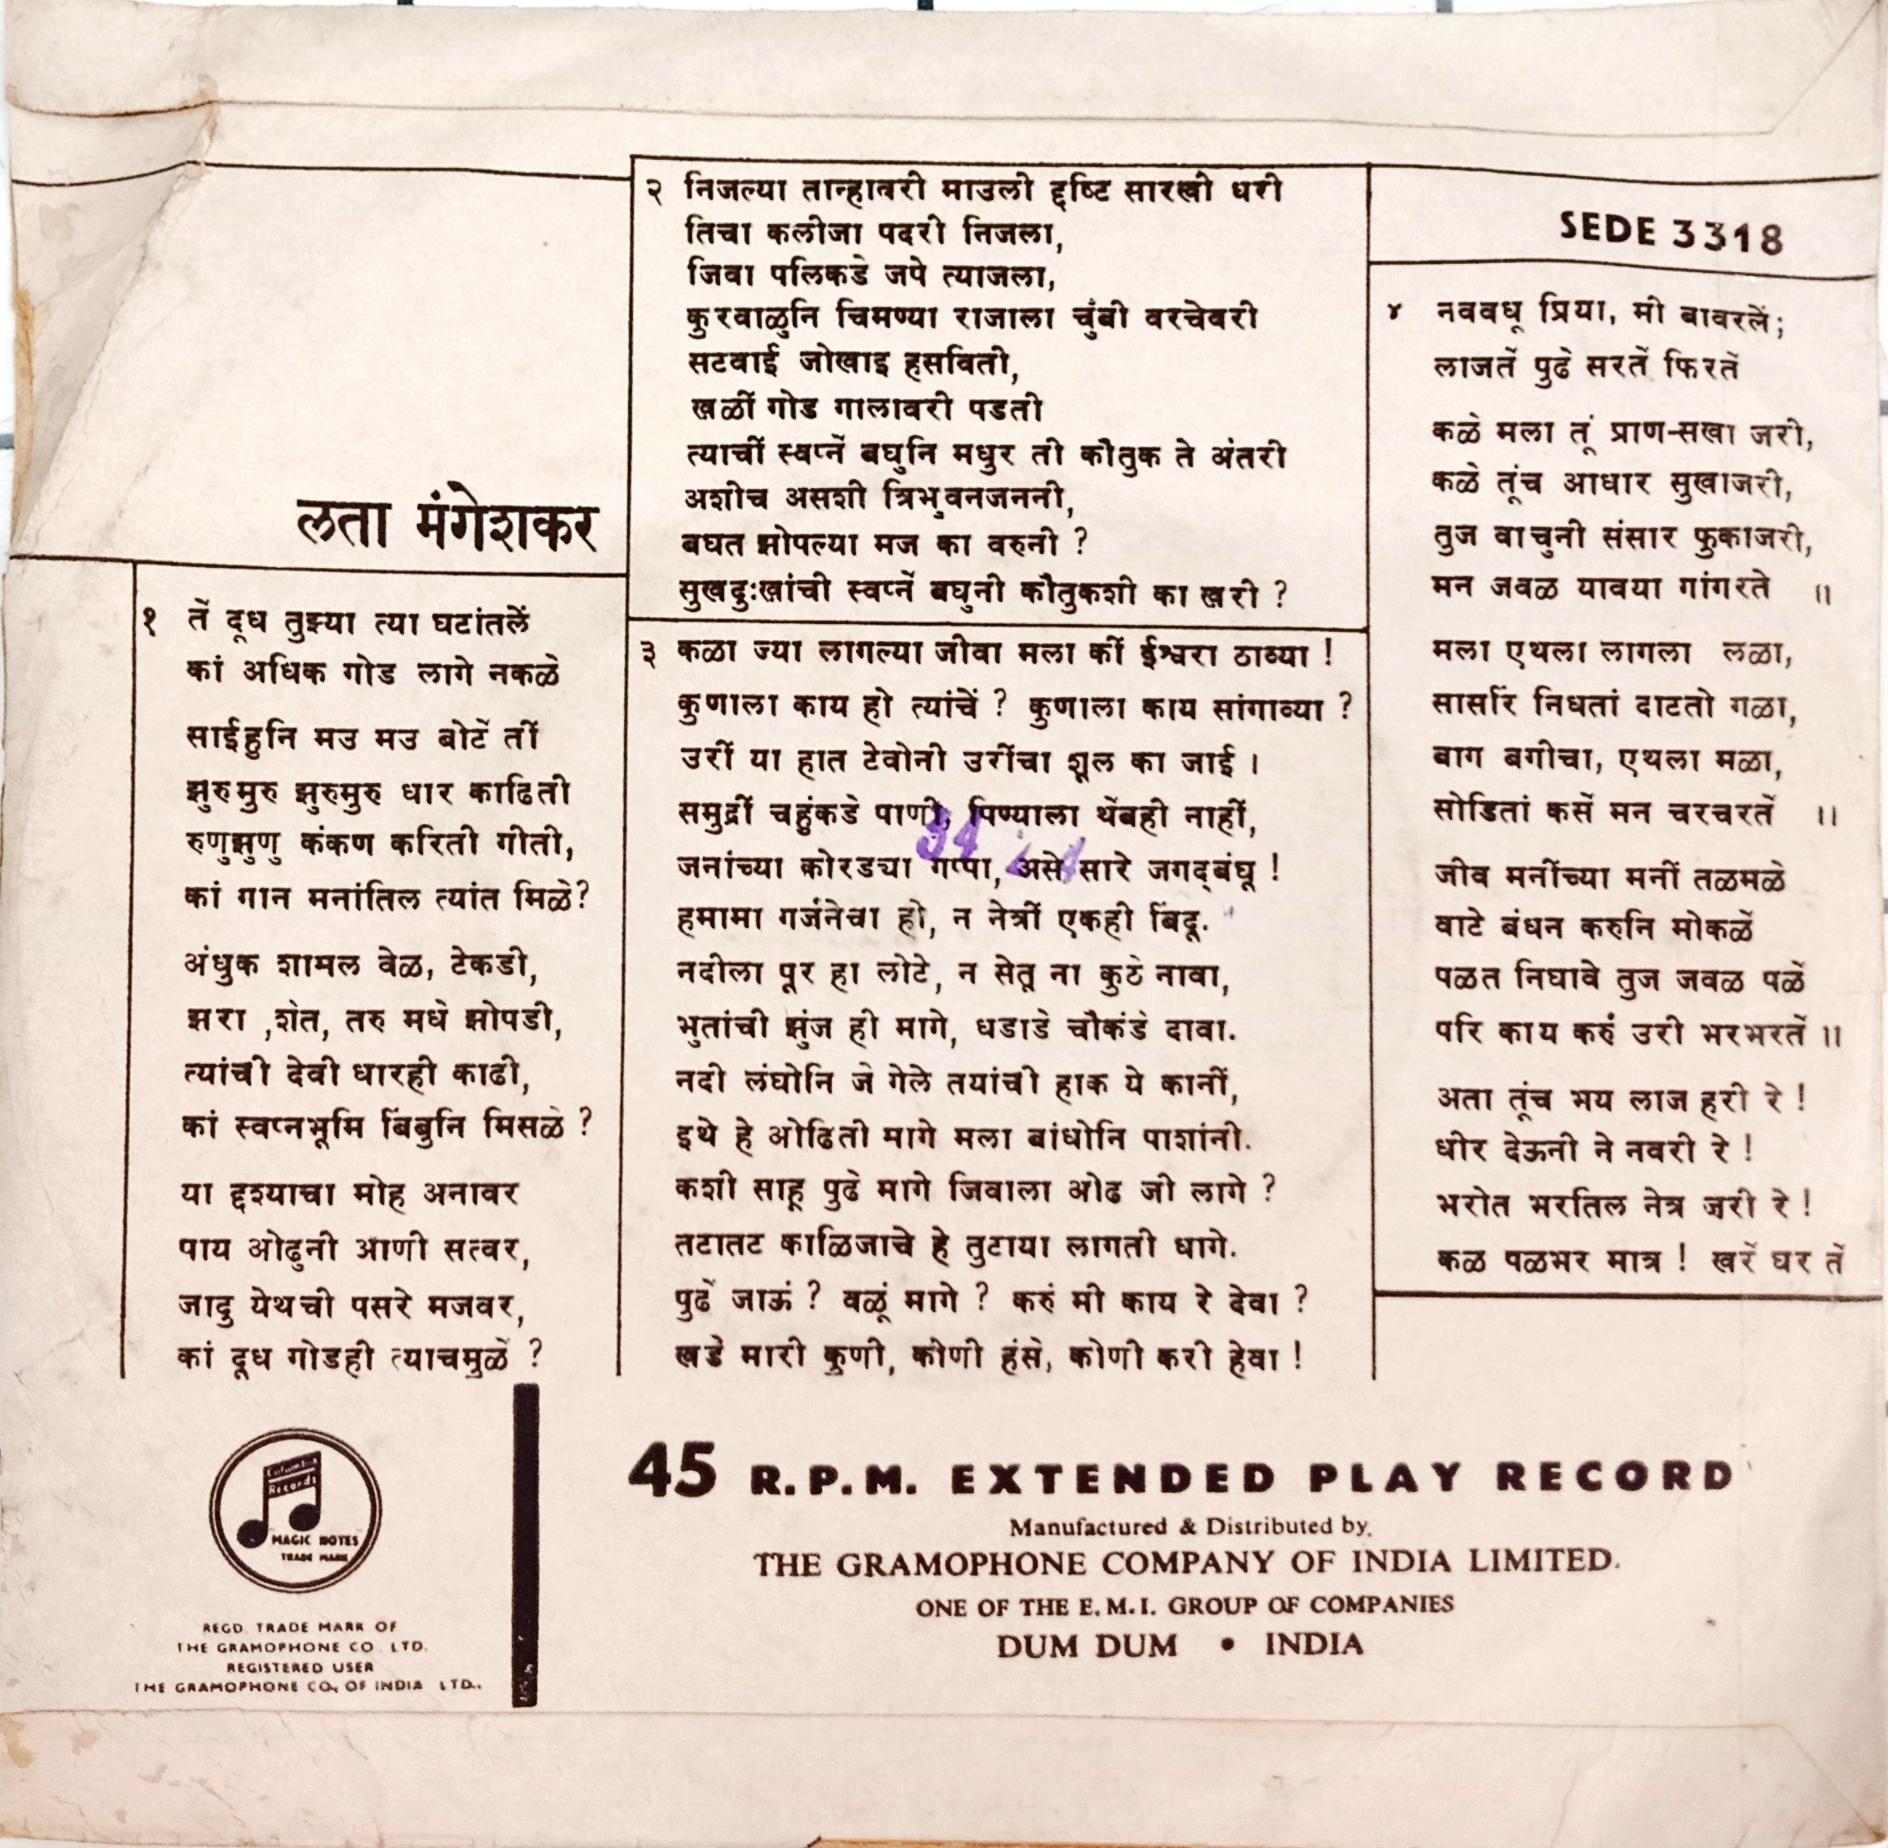 लता मंगेशकर
१ तें दूध तुझ्या त्या घटांतलें
कां अधिक गोड लागे नकळे
साईहुनि मउ मउ बोटें तीं
झुरुमुरु झुरुमुरु धार काढिती
रुणुझुणु कंकण करिती गीती,
कां गान मनांतिल त्यांत मिळे?
अंधुक शामल वेळ, टेकडी,
झरा ,शेत, तरु मधे झोपडी,
त्यांची देवी धारही काढी,
कां स्वप्नभूमि बिंबुनि मिसळे ?
या दृश्याचा मोह अनावर
पाय ओढुनी आणी सत्वर,
जादु येथची पसरे मजवर,
कां दूध गोडही त्याचमुळें ?
२ निजल्या तान्हावरी माउली दृष्टि सारखी धरी
तिचा कलीजा पदरी निजला,
जिवा पलिकडे जपे त्याजला,
कुरवाळुनि चिमण्या राजाला चुंबी वरचेवरी
सटवाई जोखाइ हसविती,
खळीं गोड गालावरी पडती
त्याचीं स्वप्नें बघुनि मधुर ती कौतुक ते अंतरी
अशीच असशी त्रिभुवनजननी,
बघत झोपल्या मज का वरुनी ?
सुखदुःखांची स्वप्नें बघुनी कौतुकशी का खरी ?
३ कळा ज्या लागल्या जीवा मला कीं ईश्वरा ठाव्या !
कुणाला काय हो त्यांचें ? कुणाला काय सांगाव्या ?
उरीं या हात टेवोनी उरींचा शूल का जाई ।
समुद्रीं चहुंकडे पाणी, पिण्याला थेंबही नाहीं,
जनांच्या कोरडया गप्पा, असे सारे जगद्बंघू !
हमामा गर्जनेचा हो, न नेत्रीं एकही बिंदू.
नदीला पूर हा लोटे, न सेतू ना कुठे नावा,
भुतांची झुंज ही मागे, धडाडे चौकंडे दावा.
नदी लंघोनि जे गेले तयांची हाक ये कानीं,
इथे हे ओढिती मागे मला बांधोनि पाशांनी.
कशी साहू पुढे मागे जिवाला ओढ जी लागे ?
तटातट काळिजाचे हे तुटाया लागती धागे.
पुढें जाऊं ? वळूं मागे ? करुं मी काय रे देवा ?
खडे मारी कुणी, कोणी हंसे, कोणी करी हेवा !
SEDE 3318
४ नववधू प्रिया, मी बावरलें;
लाजतें पुढे सरतें फिरतें
कळे मला तूं प्राण-सखा जरी,
कळे तूंच आधार सुखाजरी,
तुज वाचुनी संसार फुकाजरी,
मन जवळ यावया गांगरते ॥
मला एथला लागला लळा,
सासरिं निधतां दाटतो गळा,
बाग बगीचा, एथला मळा,
सोडितां कसें मन चरचरतें ॥
जीव मनींच्या मनीं तळमळे
वाटे बंधन करुनि मोकळें
पळत निघावे तुज जवळ पळें
परि काय करुं उरी भरभरतें ॥
अता तूंच भय लाज हरी रे !
धीर देऊनी ने नवरी रे !
भरोत भरतिल नेत्र जरी रे !
कळ पळभर मात्र ! खरें घर तें
Columbia
Records
MAGIC NOTES
TRADE MARK
REGD. TRADE MARK OF
THE GRAMOPHONE CO. LTD.
REGISTERED USER
THE GRAMOPHONE CO. OF INDIA LTD.
45 R.P.M. EXTENDED PLAY RECORD
Manufactured & Distributed by
THE GRAMOPHONE COMPANY OF INDIA LIMITED.
ONE OF THE E.M.I. GROUP OF COMPANIES
DUM DUM • INDIA